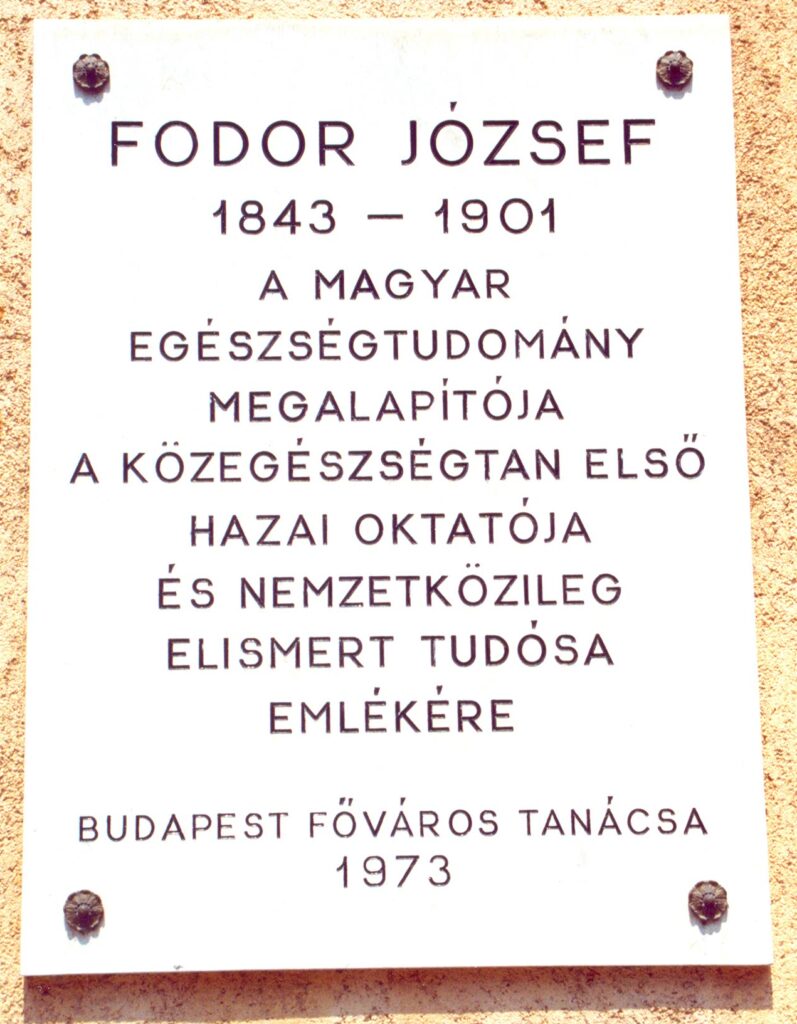 FODOR JÓZSEF
1843 – 1901
A MAGYAR
EGÉSZSÉGTUDOMÁNY
MEGALAPÍTÓJA
A KÖZEGÉSZSÉGTAN ELSŐ
HAZAI OKTATÓJA
ÉS NEMZETKÖZILEG
ELISMERT TUDÓSA
EMLÉKÉRE
BUDAPEST FŐVÁROS TANÁCSA
1973